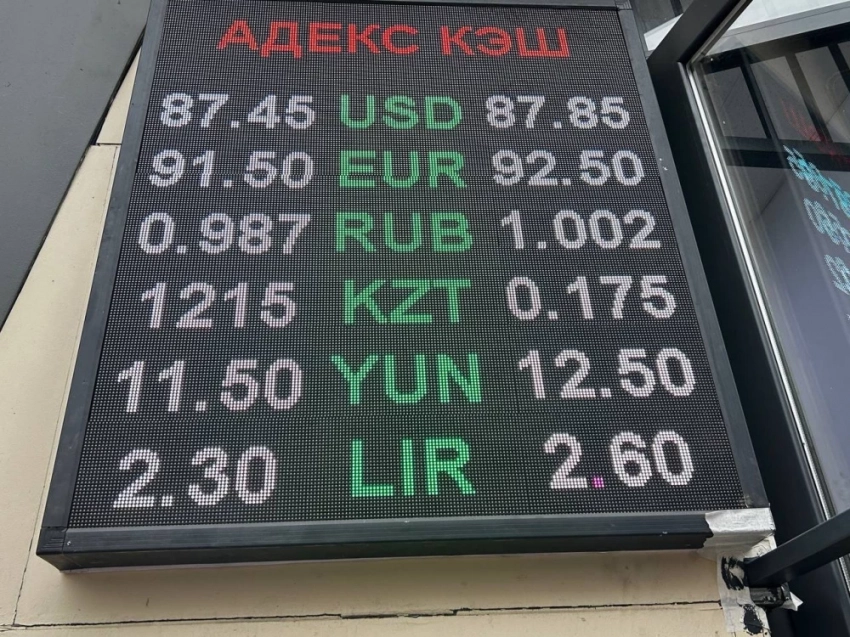 АДЕКС КЭШ
87.45 USD 87.85
91.50 EUR 92.50
0.987 RUB 1.002
1215 KZT 0.175
11.50 YUN 12.50
2.30 LIR 2.60